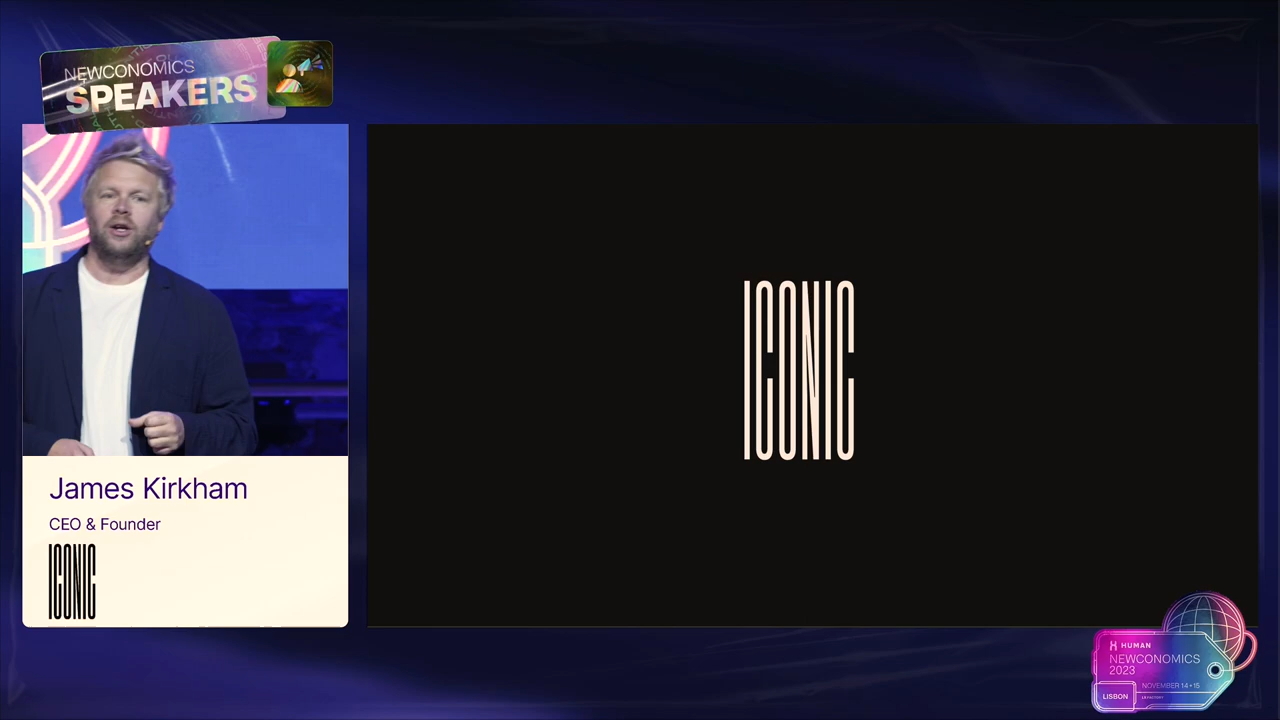 NEWCONOMICS
SPEAKERS
ICONIC
James Kirkham
CEO & Founder
ICONIC
HUMAN
NEWCONOMICS
2023
NOVEMBER 14 + 15
LISBON